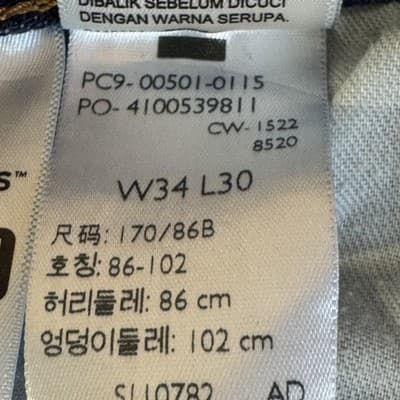 DIBALIK SEBELUM DICUCI
DENGAN WARNA SERUPA.
PC9-00501-0115
PO-4100539811
CW-1522
8520
s™
W34 L30
尺码: 170/86B
호칭: 86-102
허리둘레: 86 cm
엉덩이둘레: 102 cm
S110782 AD